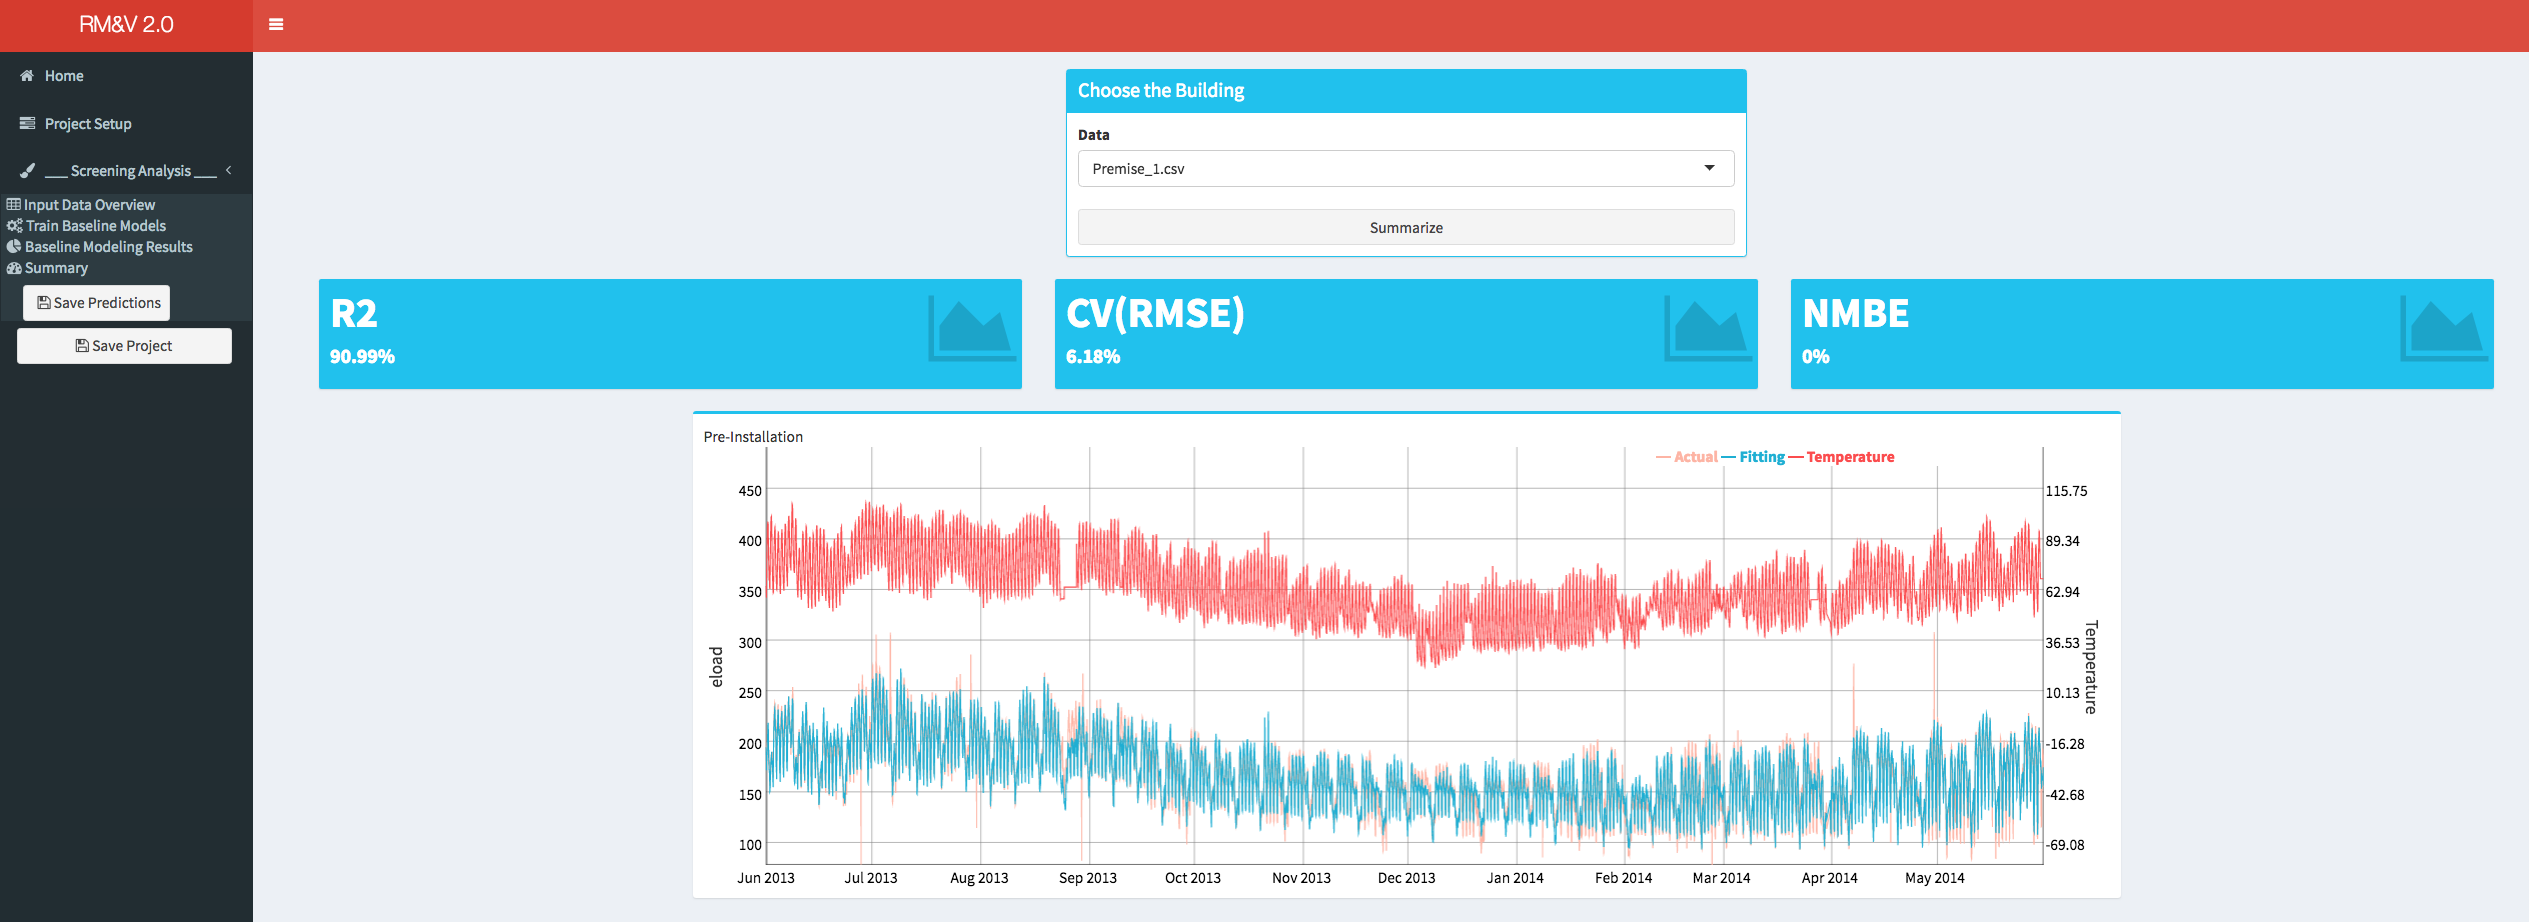 RM&V 2.0
Home
Project Setup
___ Screening Analysis ___
Input Data Overview
Train Baseline Models
Baseline Modeling Results
Summary
Save Predictions
Save Project
Choose the Building
Data
Premise_1.csv
Summarize
R2
90.99%
CV(RMSE)
6.18%
NMBE
0%
Pre-Installation
Actual Fitting Temperature
450
400
350
300
250
200
150
100
eload
115.75
89.34
62.94
36.53
10.13
-16.28
-42.68
-69.08
Temperature
Jun 2013 Jul 2013 Aug 2013 Sep 2013 Oct 2013 Nov 2013 Dec 2013 Jan 2014 Feb 2014 Mar 2014 Apr 2014 May 2014